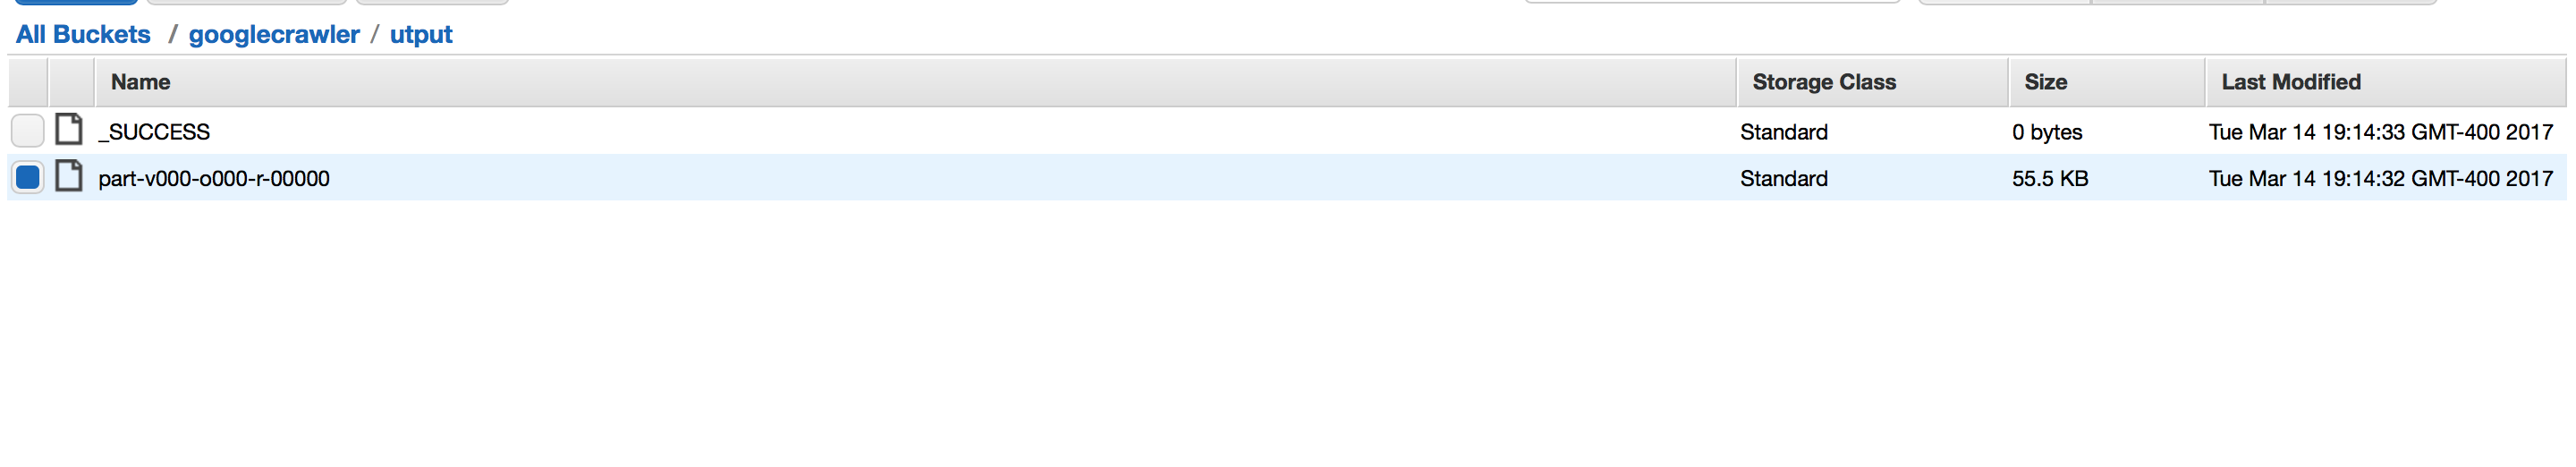 All Buckets / googlecrawler / utput
Name Storage Class Size Last Modified
_SUCCESS Standard 0 bytes Tue Mar 14 19:14:33 GMT-400 2017
part-v000-o000-r-00000 Standard 55.5 KB Tue Mar 14 19:14:32 GMT-400 2017